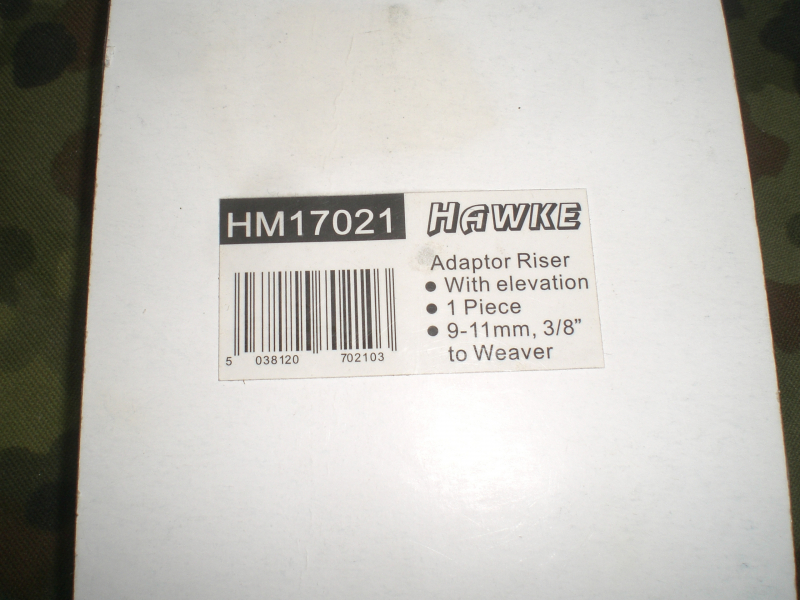 HM17021
HAWKE
Adaptor Riser
● With elevation
● 1 Piece
● 9-11mm, 3/8"
to Weaver
5 038120 702103